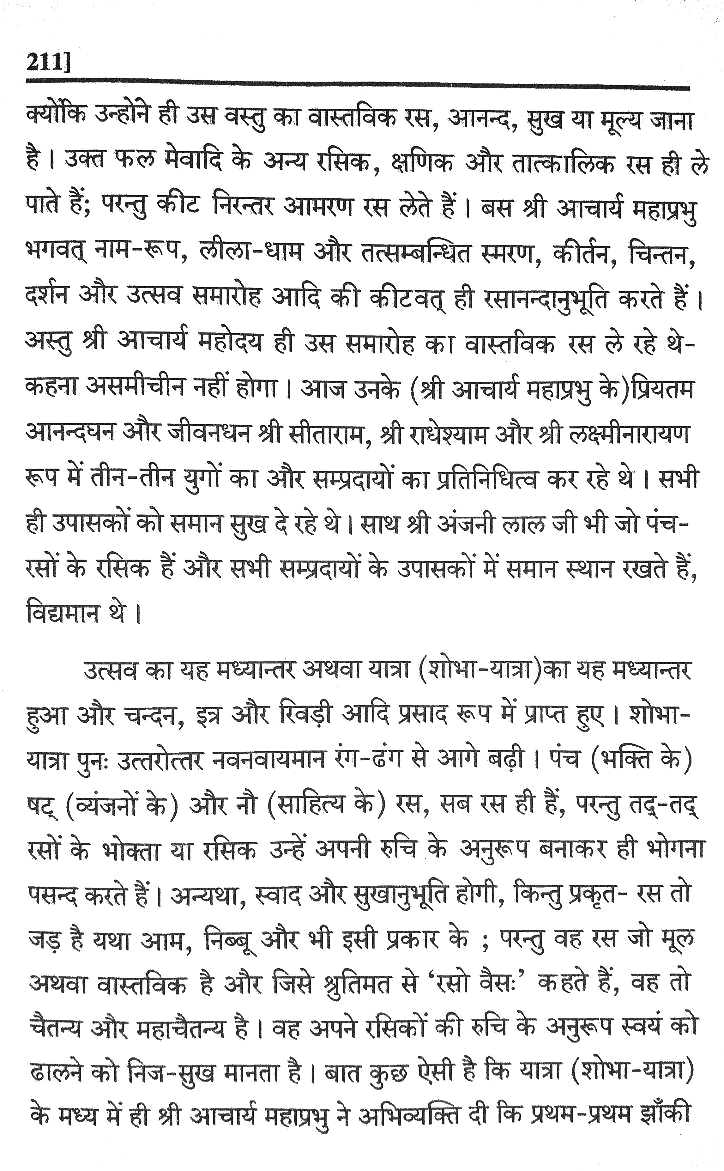 211]
क्योंकि उन्होने ही उस वस्तु का वास्तविक रस, आनन्द, सुख या मूल्य जाना
है। उक्त फल मेवादि के अन्य रसिक, क्षणिक और तात्कालिक रस ही ले
पाते हैं; परन्तु कीट निरन्तर आमरण रस लेते हैं। बस श्री आचार्य महाप्रभु
भगवत् नाम-रूप, लीला-धाम और तत्सम्बन्धित स्मरण, कीर्तन, चिन्तन,
दर्शन और उत्सव समारोह आदि की कीटवत् ही रसानन्दानुभूति करते हैं।
अस्तु श्री आचार्य महोदय ही उस समारोह का वास्तविक रस ले रहे थे-
कहना असमीचीन नहीं होगा। आज उनके (श्री आचार्य महाप्रभु के)प्रियतम
आनन्दघन और जीवनधन श्री सीताराम, श्री राधेश्याम और श्री लक्ष्मीनारायण
रूप में तीन-तीन युगों का और सम्प्रदायों का प्रतिनिधित्व कर रहे थे। सभी
ही उपासकों को समान सुख दे रहे थे। साथ श्री अंजनी लाल जी भी जो पंच-
रसों के रसिक हैं और सभी सम्प्रदायों के उपासकों में समान स्थान रखते हैं,
विद्यमान थे।
उत्सव का यह मध्यान्तर अथवा यात्रा (शोभा-यात्रा)का यह मध्यान्तर
हुआ और चन्दन, इत्र और रिवड़ी आदि प्रसाद रूप में प्राप्त हुए। शोभा-
यात्रा पुनः उत्तरोत्तर नवनवायमान रंग-ढंग से आगे बढ़ी। पंच (भक्ति के)
षट् (व्यंजनों के) और नौ (साहित्य के) रस, सब रस ही हैं, परन्तु तद्-तद्
रसों के भोक्ता या रसिक उन्हें अपनी रुचि के अनुरूप बनाकर ही भोगना
पसन्द करते हैं। अन्यथा, स्वाद और सुखानुभूति होगी, किन्तु प्रकृत- रस तो
जड़ है यथा आम, निब्बू और भी इसी प्रकार के ; परन्तु वह रस जो मूल
अथवा वास्तविक है और जिसे श्रुतिमत से ‘रसो वैसः’ कहते हैं, वह तो
चैतन्य और महाचैतन्य है। वह अपने रसिकों की रुचि के अनुरूप स्वयं को
ढालने को निज-सुख मानता है। बात कुछ ऐसी है कि यात्रा (शोभा-यात्रा)
के मध्य में ही श्री आचार्य महाप्रभु ने अभिव्यक्ति दी कि प्रथम-प्रथम झाँकी